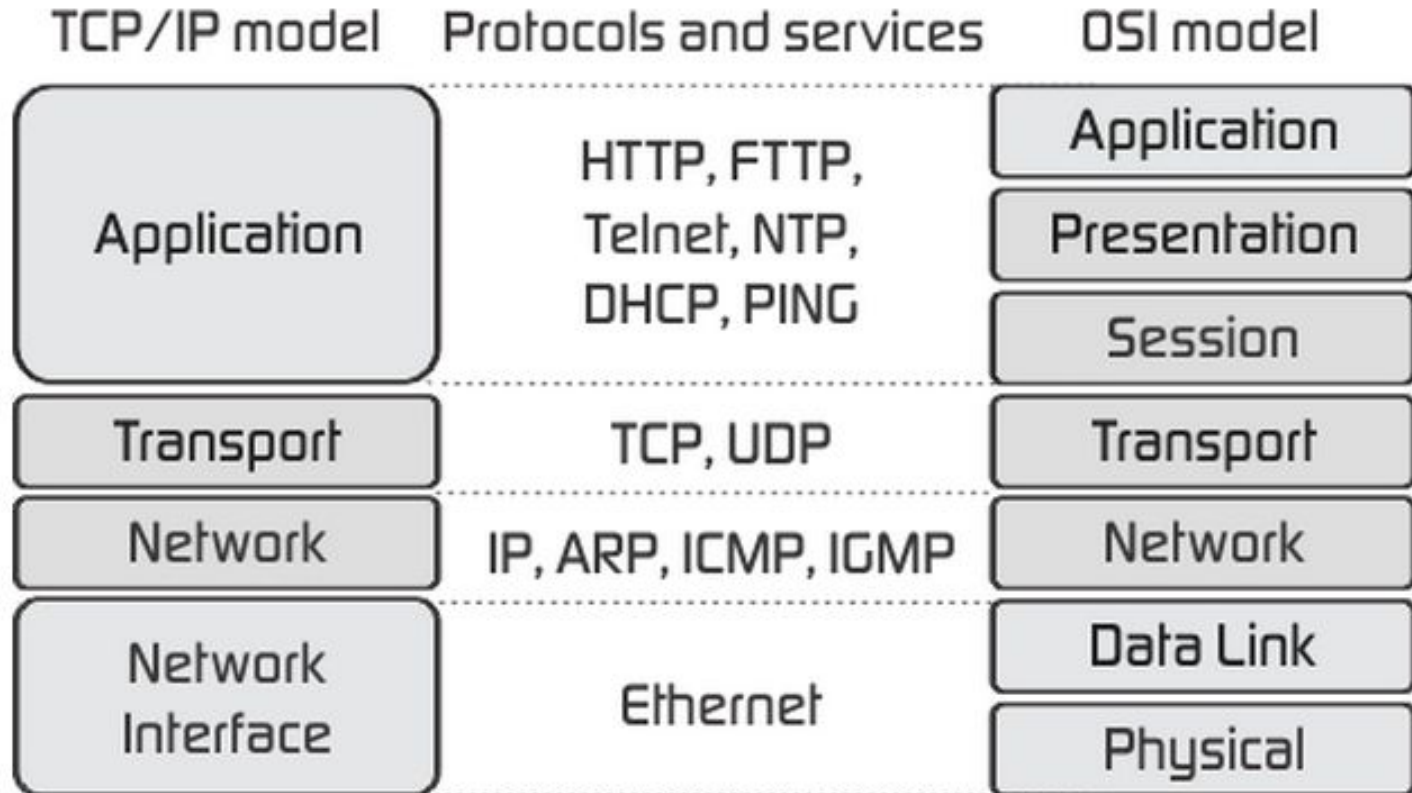 TCP/IP model Protocols and services OSI model
Application
HTTP, FTTP,
Telnet, NTP,
DHCP, PING
Application
Presentation
Session
Transport
TCP, UDP
Transport
Network
IP, ARP, ICMP, IGMP
Network
Network
Interface
Ethernet
Data Link
Physical